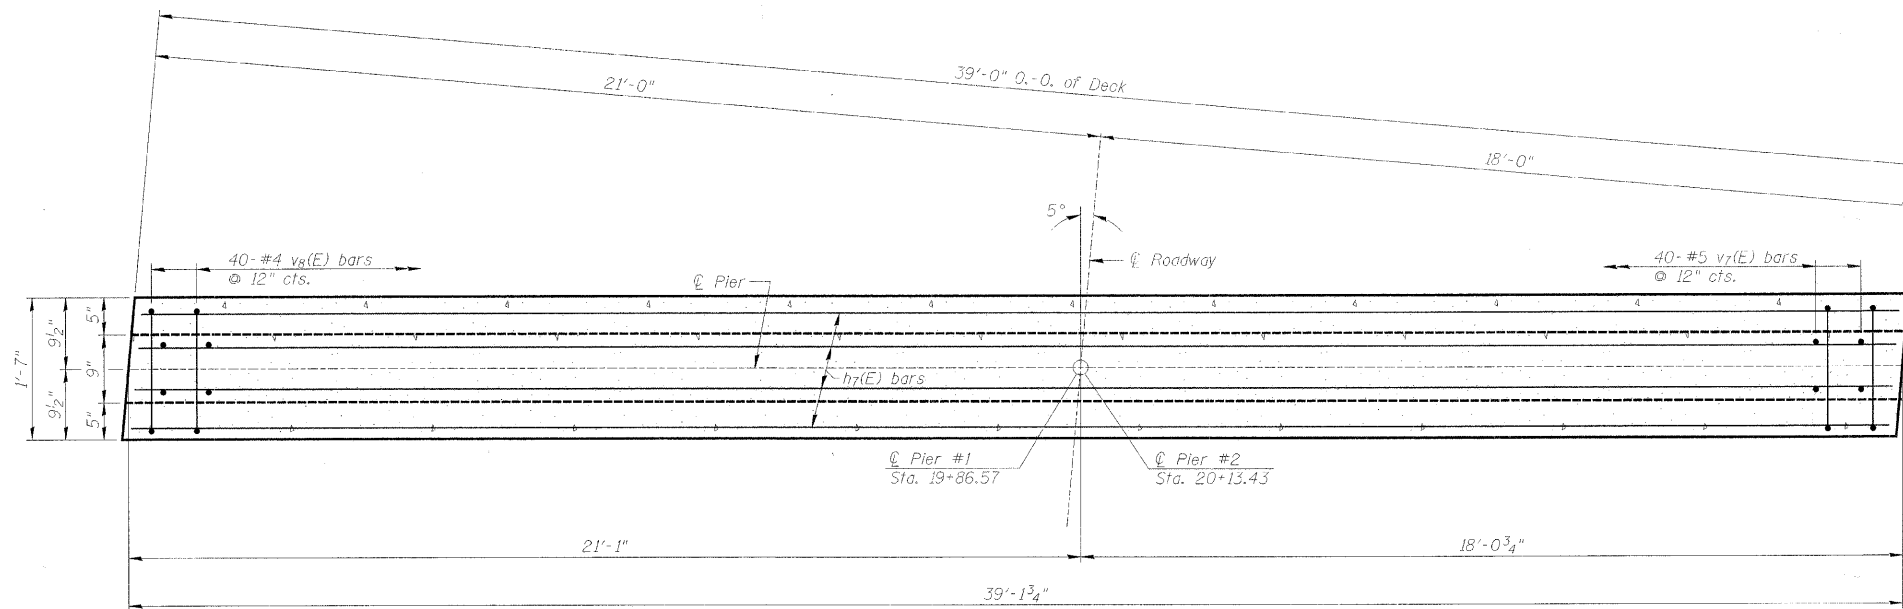 39'-0" O.-O. of Deck
21'-0"
18'-0"
5°
℄ Roadway
40-#4 v8(E) bars
@ 12" cts.
℄ Pier
40-#5 v7(E) bars
@ 12" cts.
1'-7"
9½"
9½"
5"
9"
5"
h7(E) bars
℄ Pier #1
Sta. 19+86.57
℄ Pier #2
Sta. 20+13.43
21'-1"
18'-0¾"
39'-1¾"